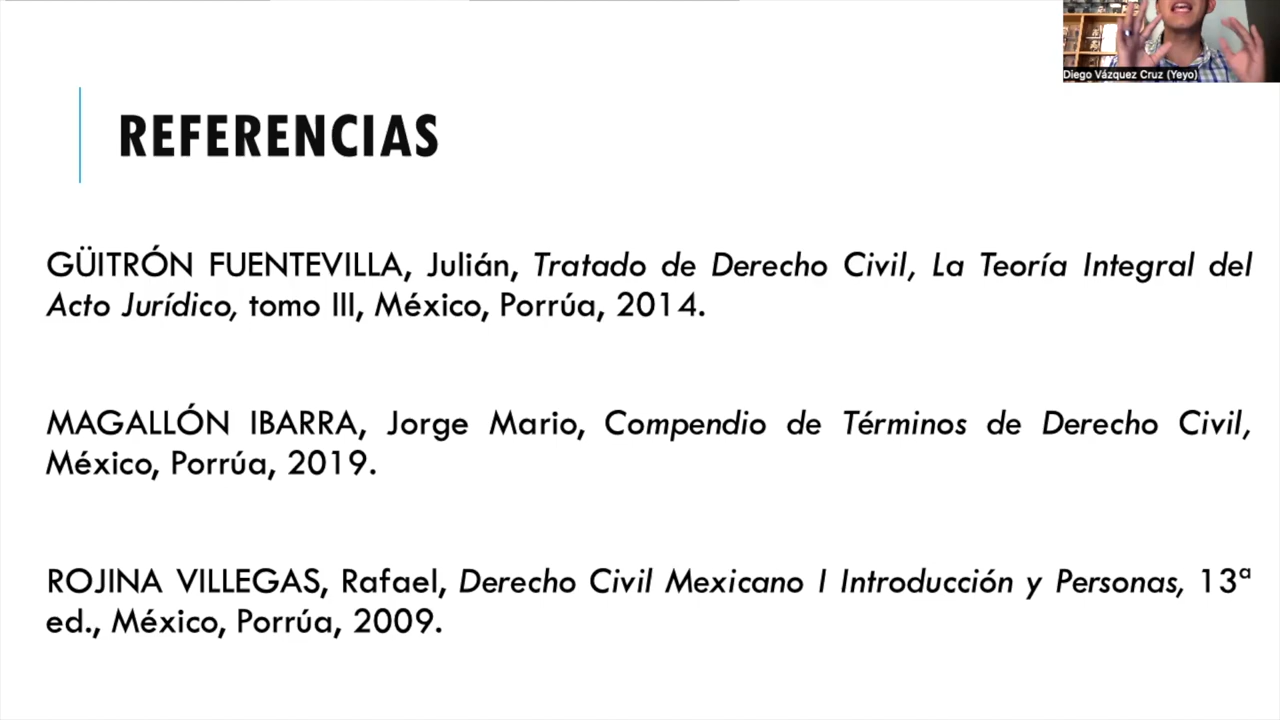 Diego Vázquez Cruz (Yeyo)
REFERENCIAS
GÜITRÓN FUENTEVILLA, Julián, Tratado de Derecho Civil, La Teoría Integral del
Acto Jurídico, tomo III, México, Porrúa, 2014.
MAGALLÓN IBARRA, Jorge Mario, Compendio de Términos de Derecho Civil,
México, Porrúa, 2019.
ROJINA VILLEGAS, Rafael, Derecho Civil Mexicano I Introducción y Personas, 13ª
ed., México, Porrúa, 2009.